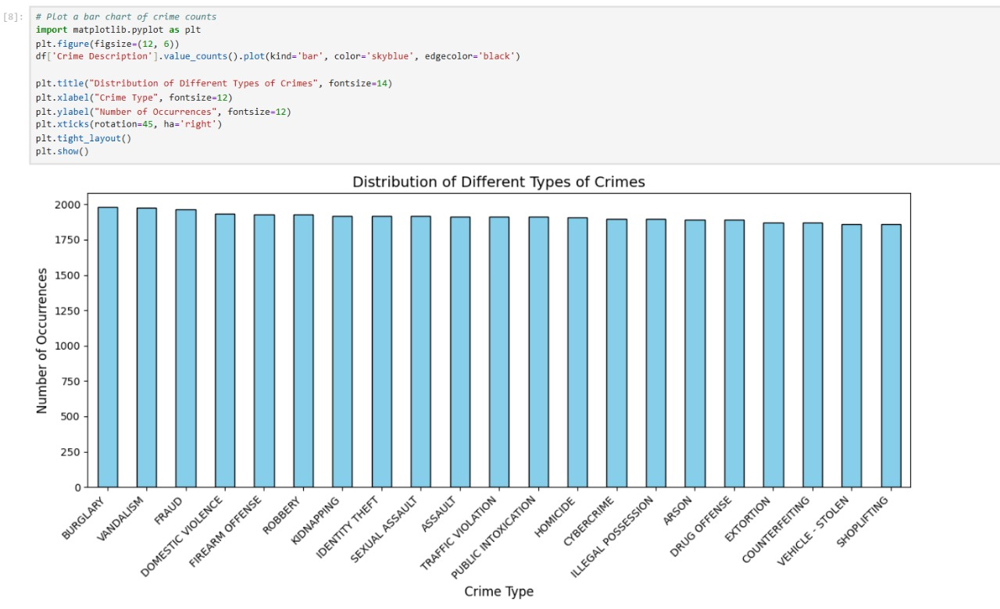 [8]:
# Plot a bar chart of crime counts
import matplotlib.pyplot as plt
plt.figure(figsize=(12, 6))
df['Crime Description'].value_counts().plot(kind='bar', color='skyblue', edgecolor='black')
plt.title("Distribution of Different Types of Crimes", fontsize=14)
plt.xlabel("Crime Type", fontsize=12)
plt.ylabel("Number of Occurrences", fontsize=12)
plt.xticks(rotation=45, ha='right')
plt.tight_layout()
plt.show()
Distribution of Different Types of Crimes
Number of Occurrences
2000
1750
1500
1250
1000
750
500
250
0
BURGLARY
VANDALISM
FRAUD
DOMESTIC VIOLENCE
FIREARM OFFENSE
ROBBERY
KIDNAPPING
IDENTITY THEFT
SEXUAL ASSAULT
ASSAULT
TRAFFIC VIOLATION
PUBLIC INTOXICATION
HOMICIDE
CYBERCRIME
ILLEGAL POSSESSION
ARSON
DRUG OFFENSE
EXTORTION
COUNTERFEITING
VEHICLE - STOLEN
SHOPLIFTING
Crime Type